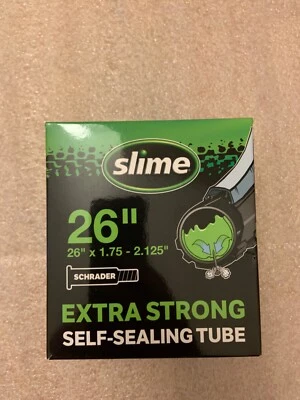 slime
26"
26" x 1.75 - 2.125"
SCHRADER
EXTRA STRONG
SELF-SEALING TUBE